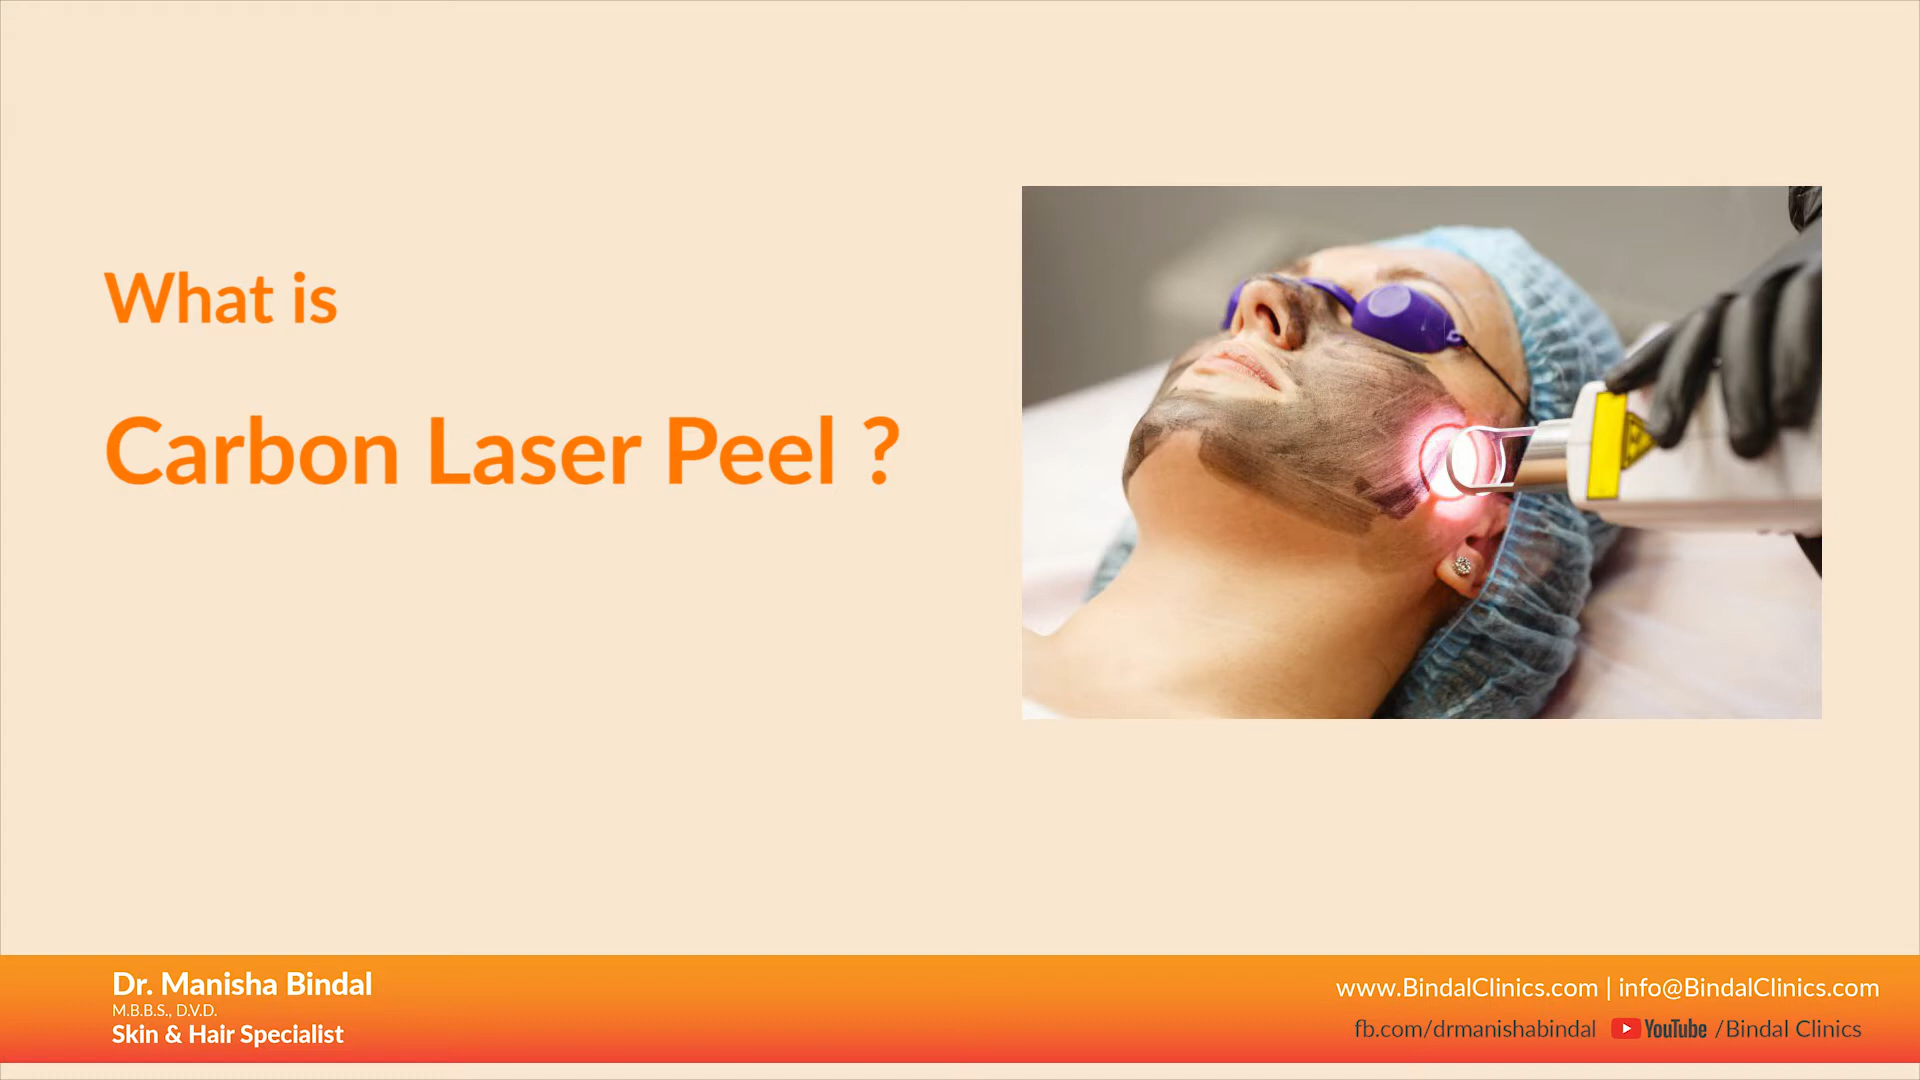 What is
Carbon Laser Peel ?
Dr. Manisha Bindal
M.B.B.S., D.V.D.
Skin & Hair Specialist
www.BindalClinics.com | info@BindalClinics.com
fb.com/drmanishabindal YouTube /Bindal Clinics